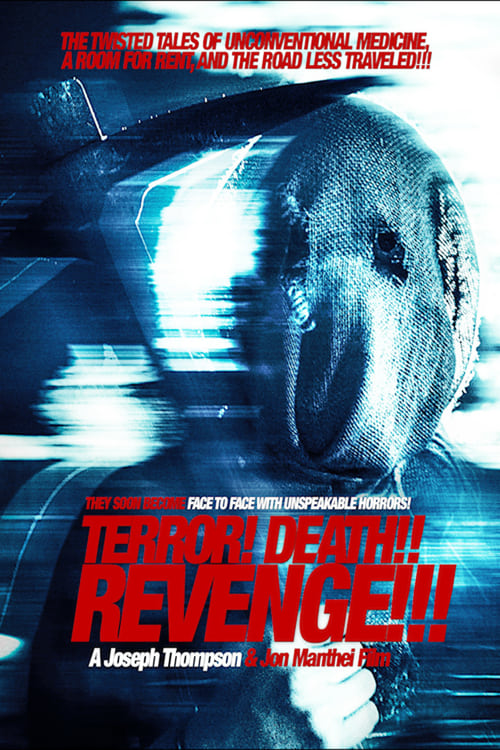 THE TWISTED TALES OF UNCONVENTIONAL MEDICINE,
A ROOM FOR RENT, AND THE ROAD LESS TRAVELED!!!
THEY SOON BECOME FACE TO FACE WITH UNSPEAKABLE HORRORS!
TERROR! DEATH!!
REVENGE!!!
A Joseph Thompson & Jon Manthei Film